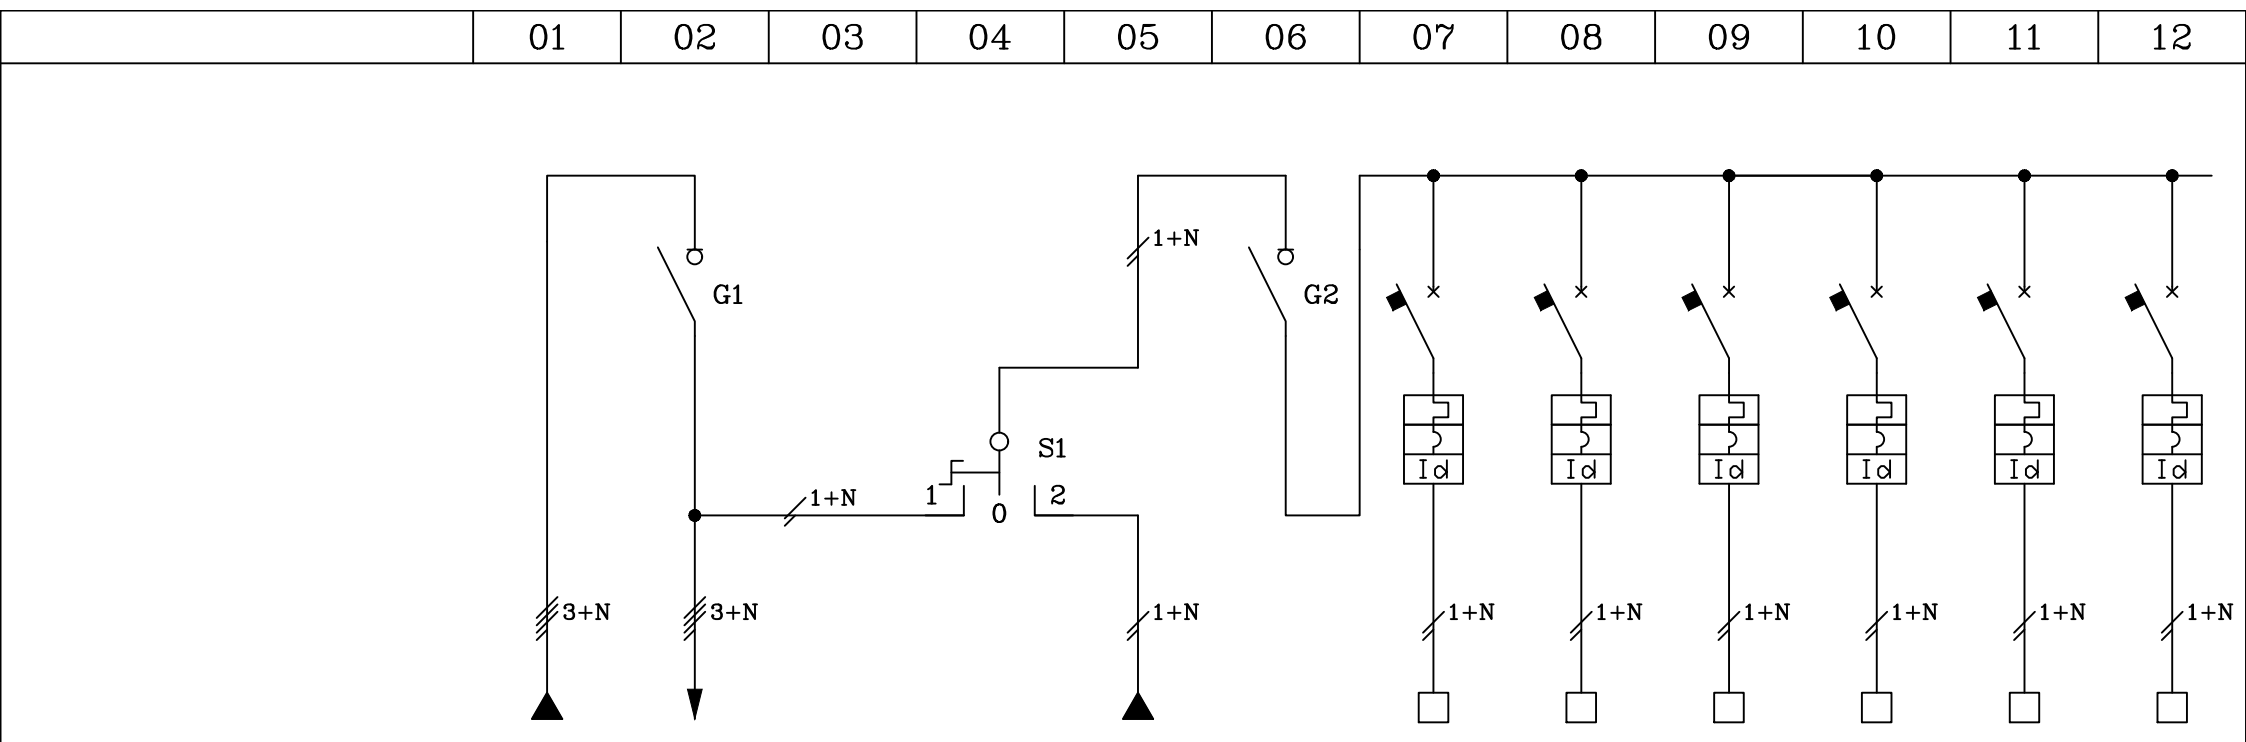 01 02 03 04 05 06 07 08 09 10 11 12
1+N
G1 G2
S1
Id Id Id Id Id Id
1+N 1 0 2
3+N 3+N 1+N 1+N 1+N 1+N 1+N 1+N 1+N